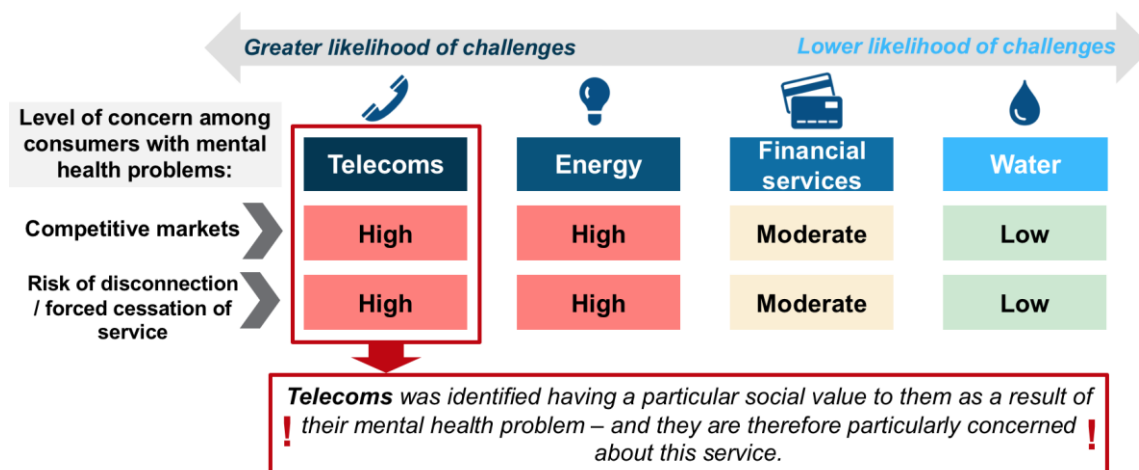 Greater likelihood of challenges
Lower likelihood of challenges
Level of concern among
consumers with mental
health problems:
Telecoms
Energy
Financial
services
Water
Competitive markets
High
High
Moderate
Low
Risk of disconnection
/ forced cessation of
service
High
High
Moderate
Low
Telecoms was identified having a particular social value to them as a result of
! their mental health problem – and they are therefore particularly concerned !
about this service.